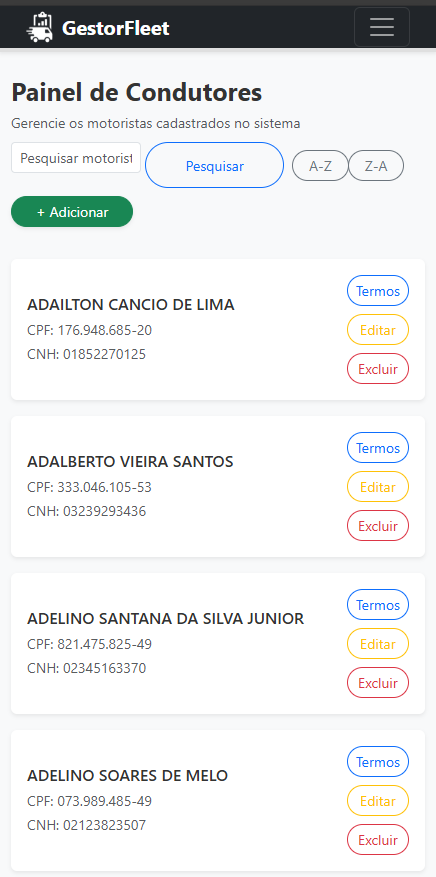 GestorFleet
Painel de Condutores
Gerencie os motoristas cadastrados no sistema
Pesquisar motorist
Pesquisar
A-Z
Z-A
+ Adicionar
ADAILTON CANCIO DE LIMA
CPF: 176.948.685-20
CNH: 01852270125
Termos
Editar
Excluir
ADALBERTO VIEIRA SANTOS
CPF: 333.046.105-53
CNH: 03239293436
Termos
Editar
Excluir
ADELINO SANTANA DA SILVA JUNIOR
CPF: 821.475.825-49
CNH: 02345163370
Termos
Editar
Excluir
ADELINO SOARES DE MELO
CPF: 073.989.485-49
CNH: 02123823507
Termos
Editar
Excluir